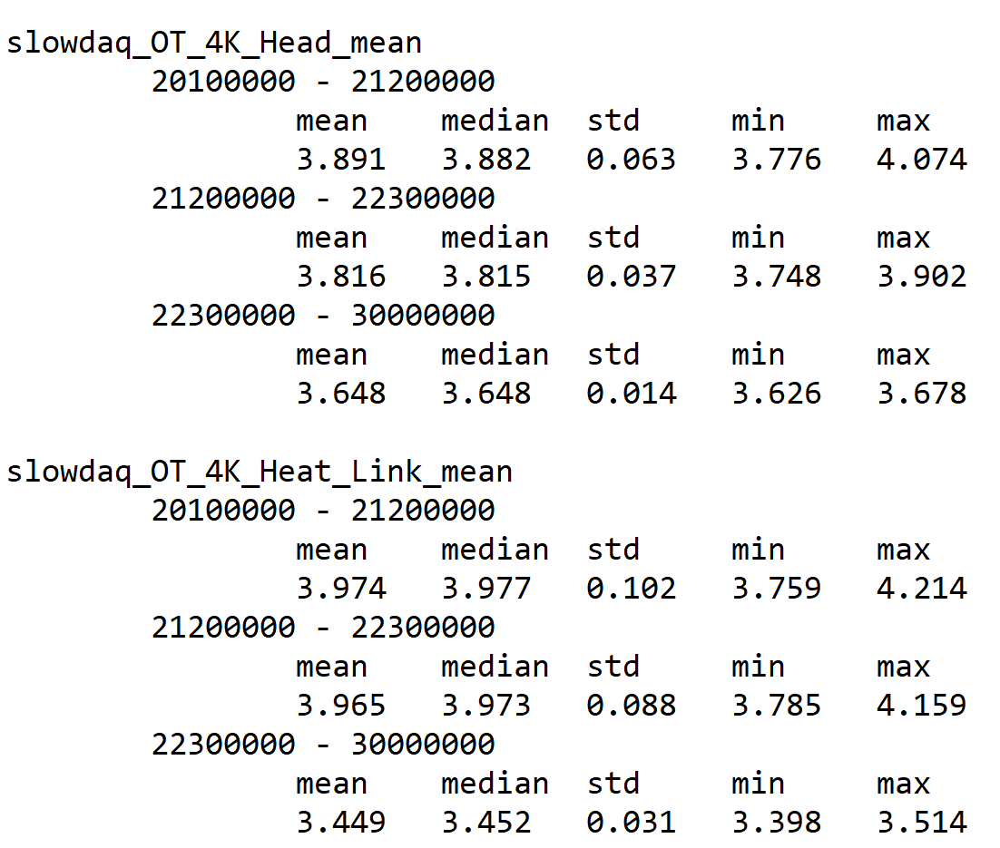 slowdaq_OT_4K_Head_mean
20100000 - 21200000
mean median std min max
3.891 3.882 0.063 3.776 4.074
21200000 - 22300000
mean median std min max
3.816 3.815 0.037 3.748 3.902
22300000 - 30000000
mean median std min max
3.648 3.648 0.014 3.626 3.678
slowdaq_OT_4K_Heat_Link_mean
20100000 - 21200000
mean median std min max
3.974 3.977 0.102 3.759 4.214
21200000 - 22300000
mean median std min max
3.965 3.973 0.088 3.785 4.159
22300000 - 30000000
mean median std min max
3.449 3.452 0.031 3.398 3.514